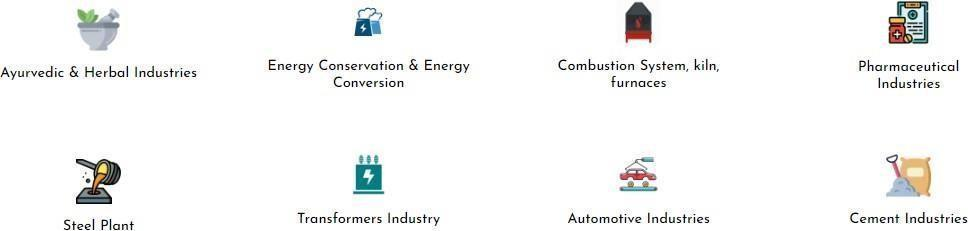 Ayurvedic & Herbal Industries
Energy Conservation & Energy
Conversion
Combustion System, kiln,
furnaces
Pharmaceutical
Industries
Steel Plant
Transformers Industry
Automotive Industries
Cement Industries